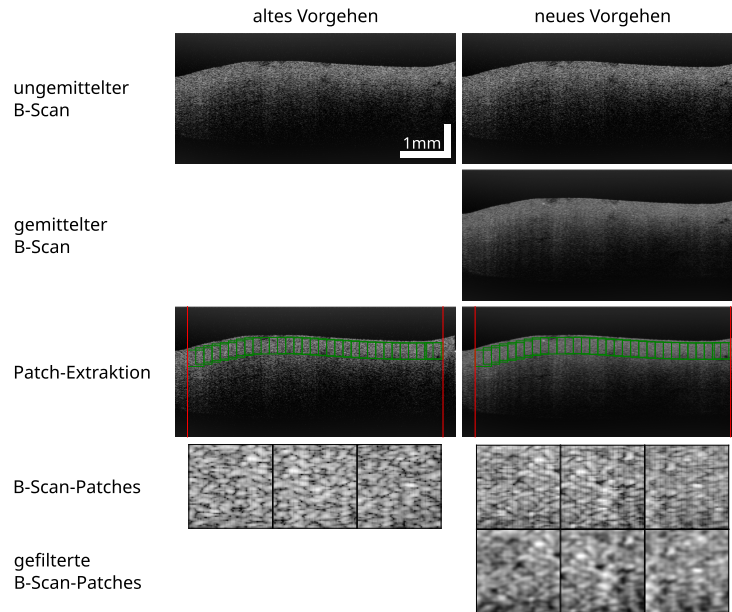 altes Vorgehen
neues Vorgehen
ungemittelter
B-Scan
1mm
gemittelter
B-Scan
Patch-Extraktion
B-Scan-Patches
gefilterte
B-Scan-Patches